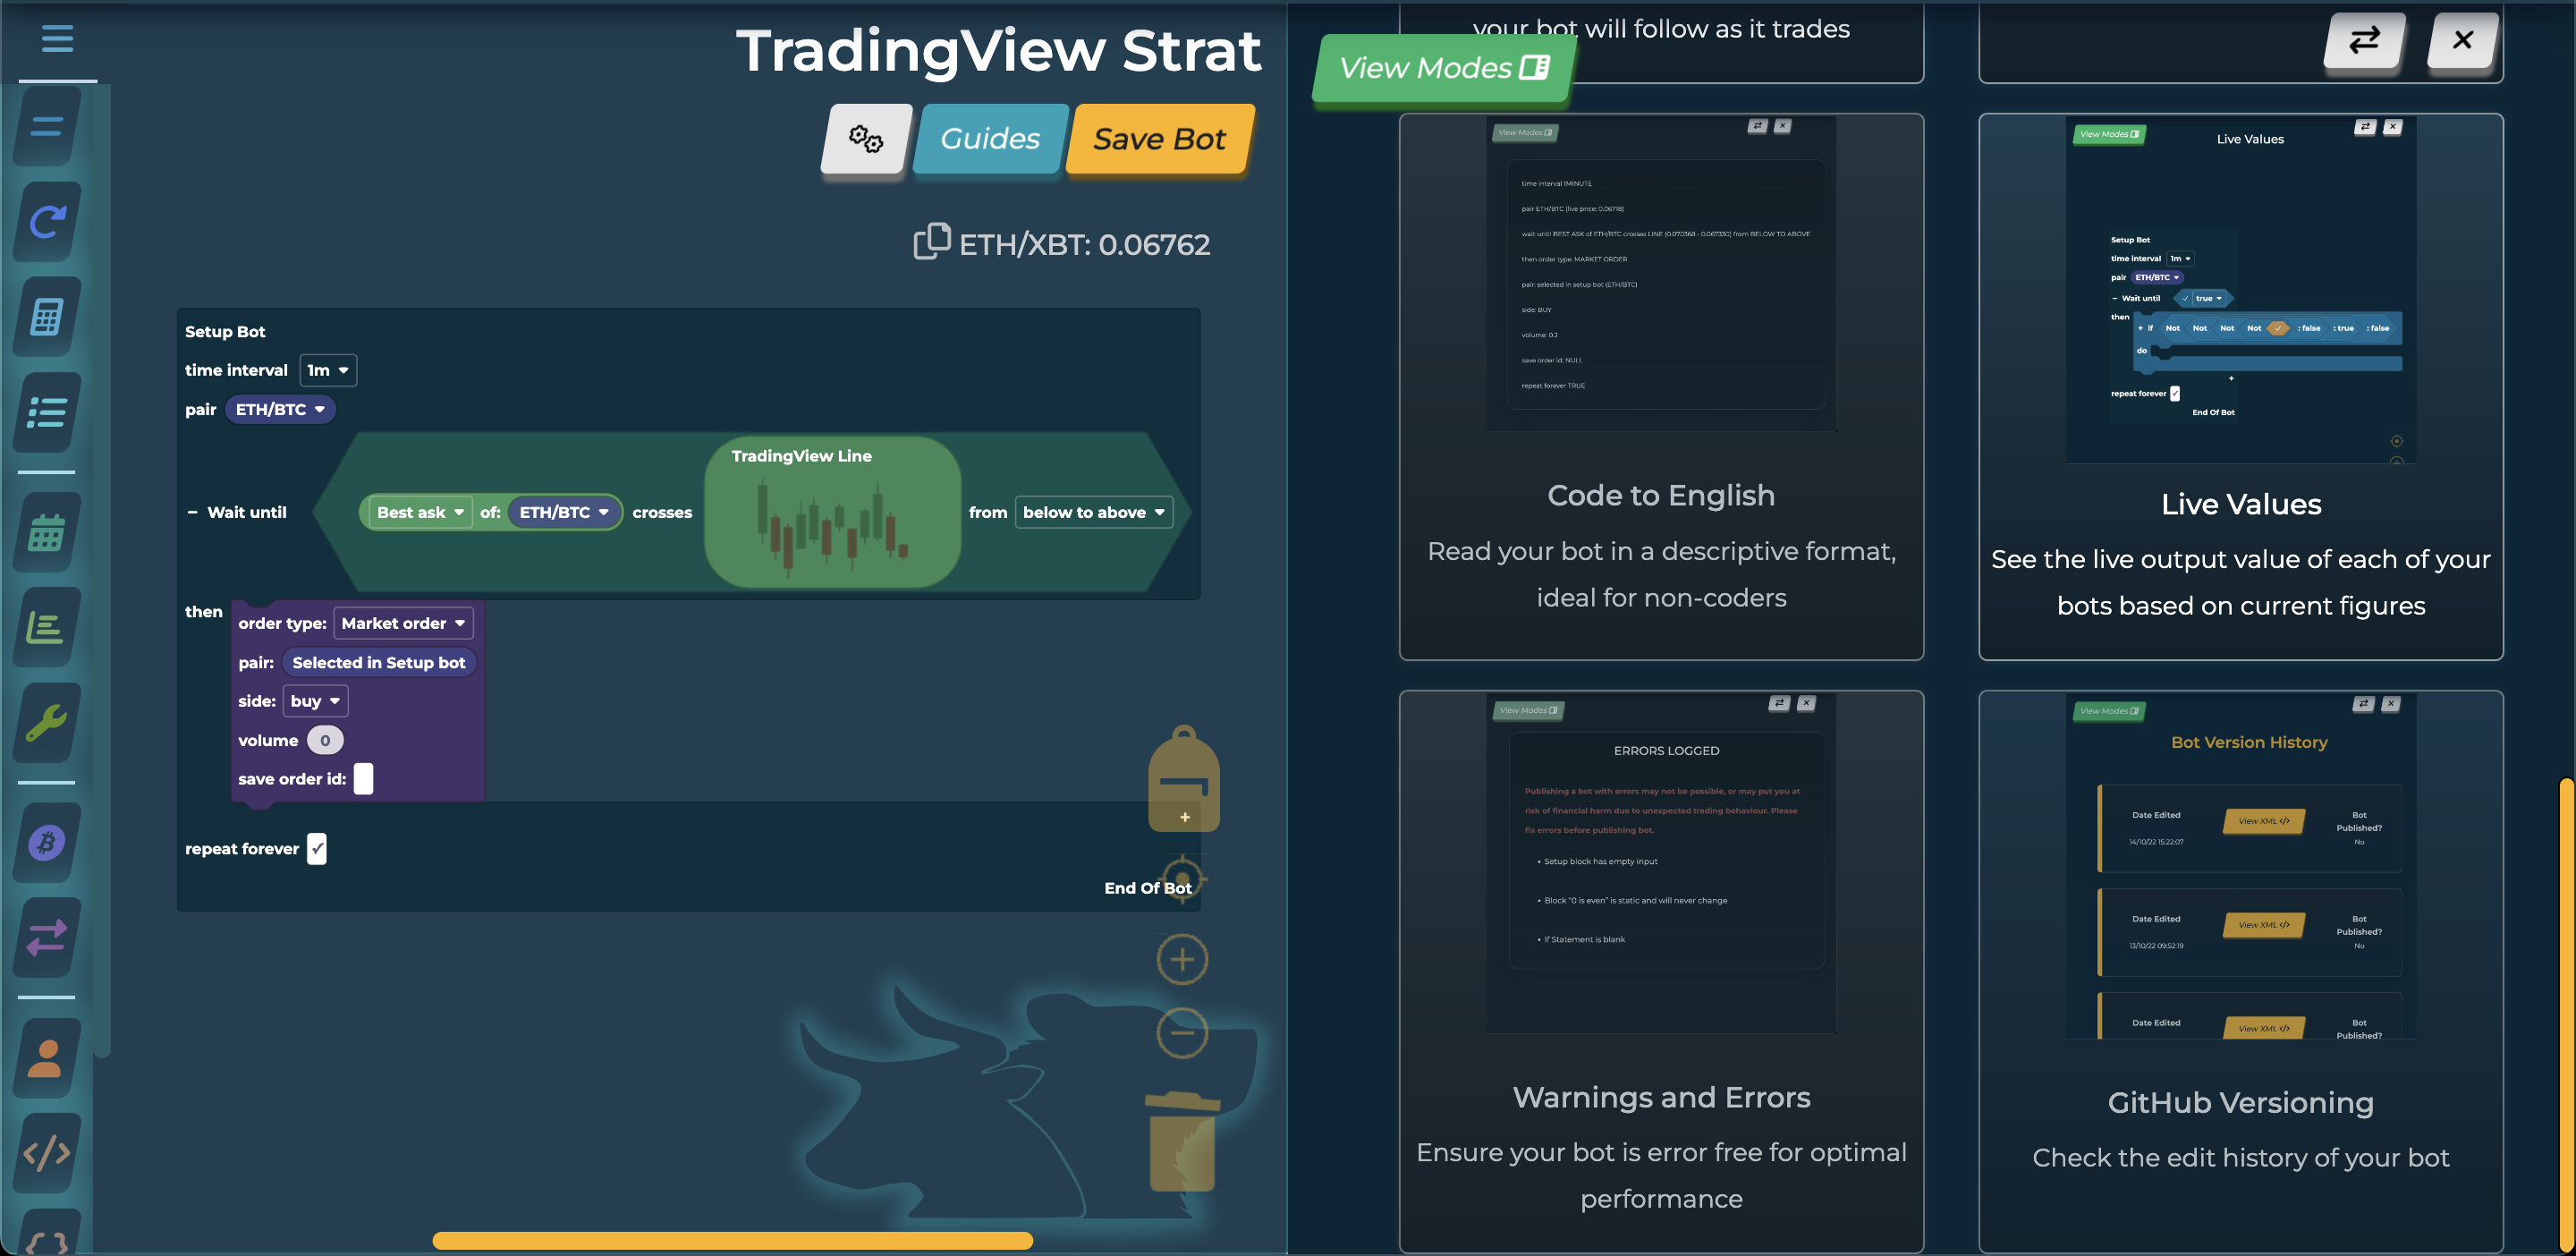 TradingView Strat
Guides
Save Bot
ETH/XBT: 0.06762
Setup Bot
time interval 1m
pair ETH/BTC
TradingView Line
− Wait until Best ask of: ETH/BTC crosses from below to above
then
order type: Market order
pair: Selected in Setup bot
side: buy
volume 0
save order id:
repeat forever ✓
End Of Bot
your bot will follow as it trades
View Modes
View Modes
time interval 1MINUTE
pair ETH/BTC (live price: 0.06718)
wait until BEST ASK of ETH/BTC crosses LINE (0.070368 - 0.067330) from BELOW TO ABOVE
then order type: MARKET ORDER
pair: selected in setup bot (ETH/BTC)
side: BUY
volume: 0.2
save order id: NULL
repeat forever TRUE
Code to English
Read your bot in a descriptive format,
ideal for non-coders
View Modes
Live Values
Setup Bot
time interval 1m
pair ETH/BTC
− Wait until ✓ true
then
+ if Not Not Not Not ✓ : false : true : false
do
repeat forever ✓
End Of Bot
Live Values
See the live output value of each of your
bots based on current figures
View Modes
ERRORS LOGGED
Publishing a bot with errors may not be possible, or may put you at
risk of financial harm due to unexpected trading behaviour. Please
fix errors before publishing bot.
• Setup block has empty input
• Block "0 is even" is static and will never change
• If Statement is blank
Warnings and Errors
Ensure your bot is error free for optimal
performance
View Modes
Bot Version History
Date Edited
14/10/22 15:22:07
View XML </>
Bot
Published?
No
Date Edited
13/10/22 09:52:19
View XML </>
Bot
Published?
No
Date Edited
View XML </>
Bot
Published?
GitHub Versioning
Check the edit history of your bot